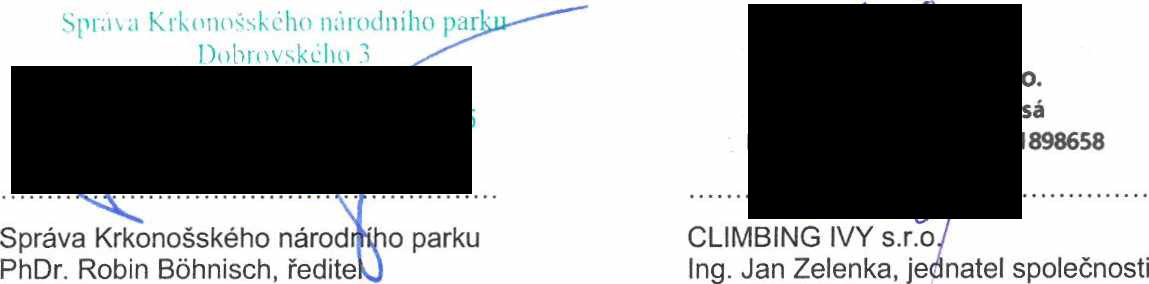 Správa Krkonošského národního parku
Dobrovského 3
o.
sá
1898658
Správa Krkonošského národního parku
PhDr. Robin Böhnisch, ředitel
CLIMBING IVY s.r.o.
Ing. Jan Zelenka, jednatel společnosti